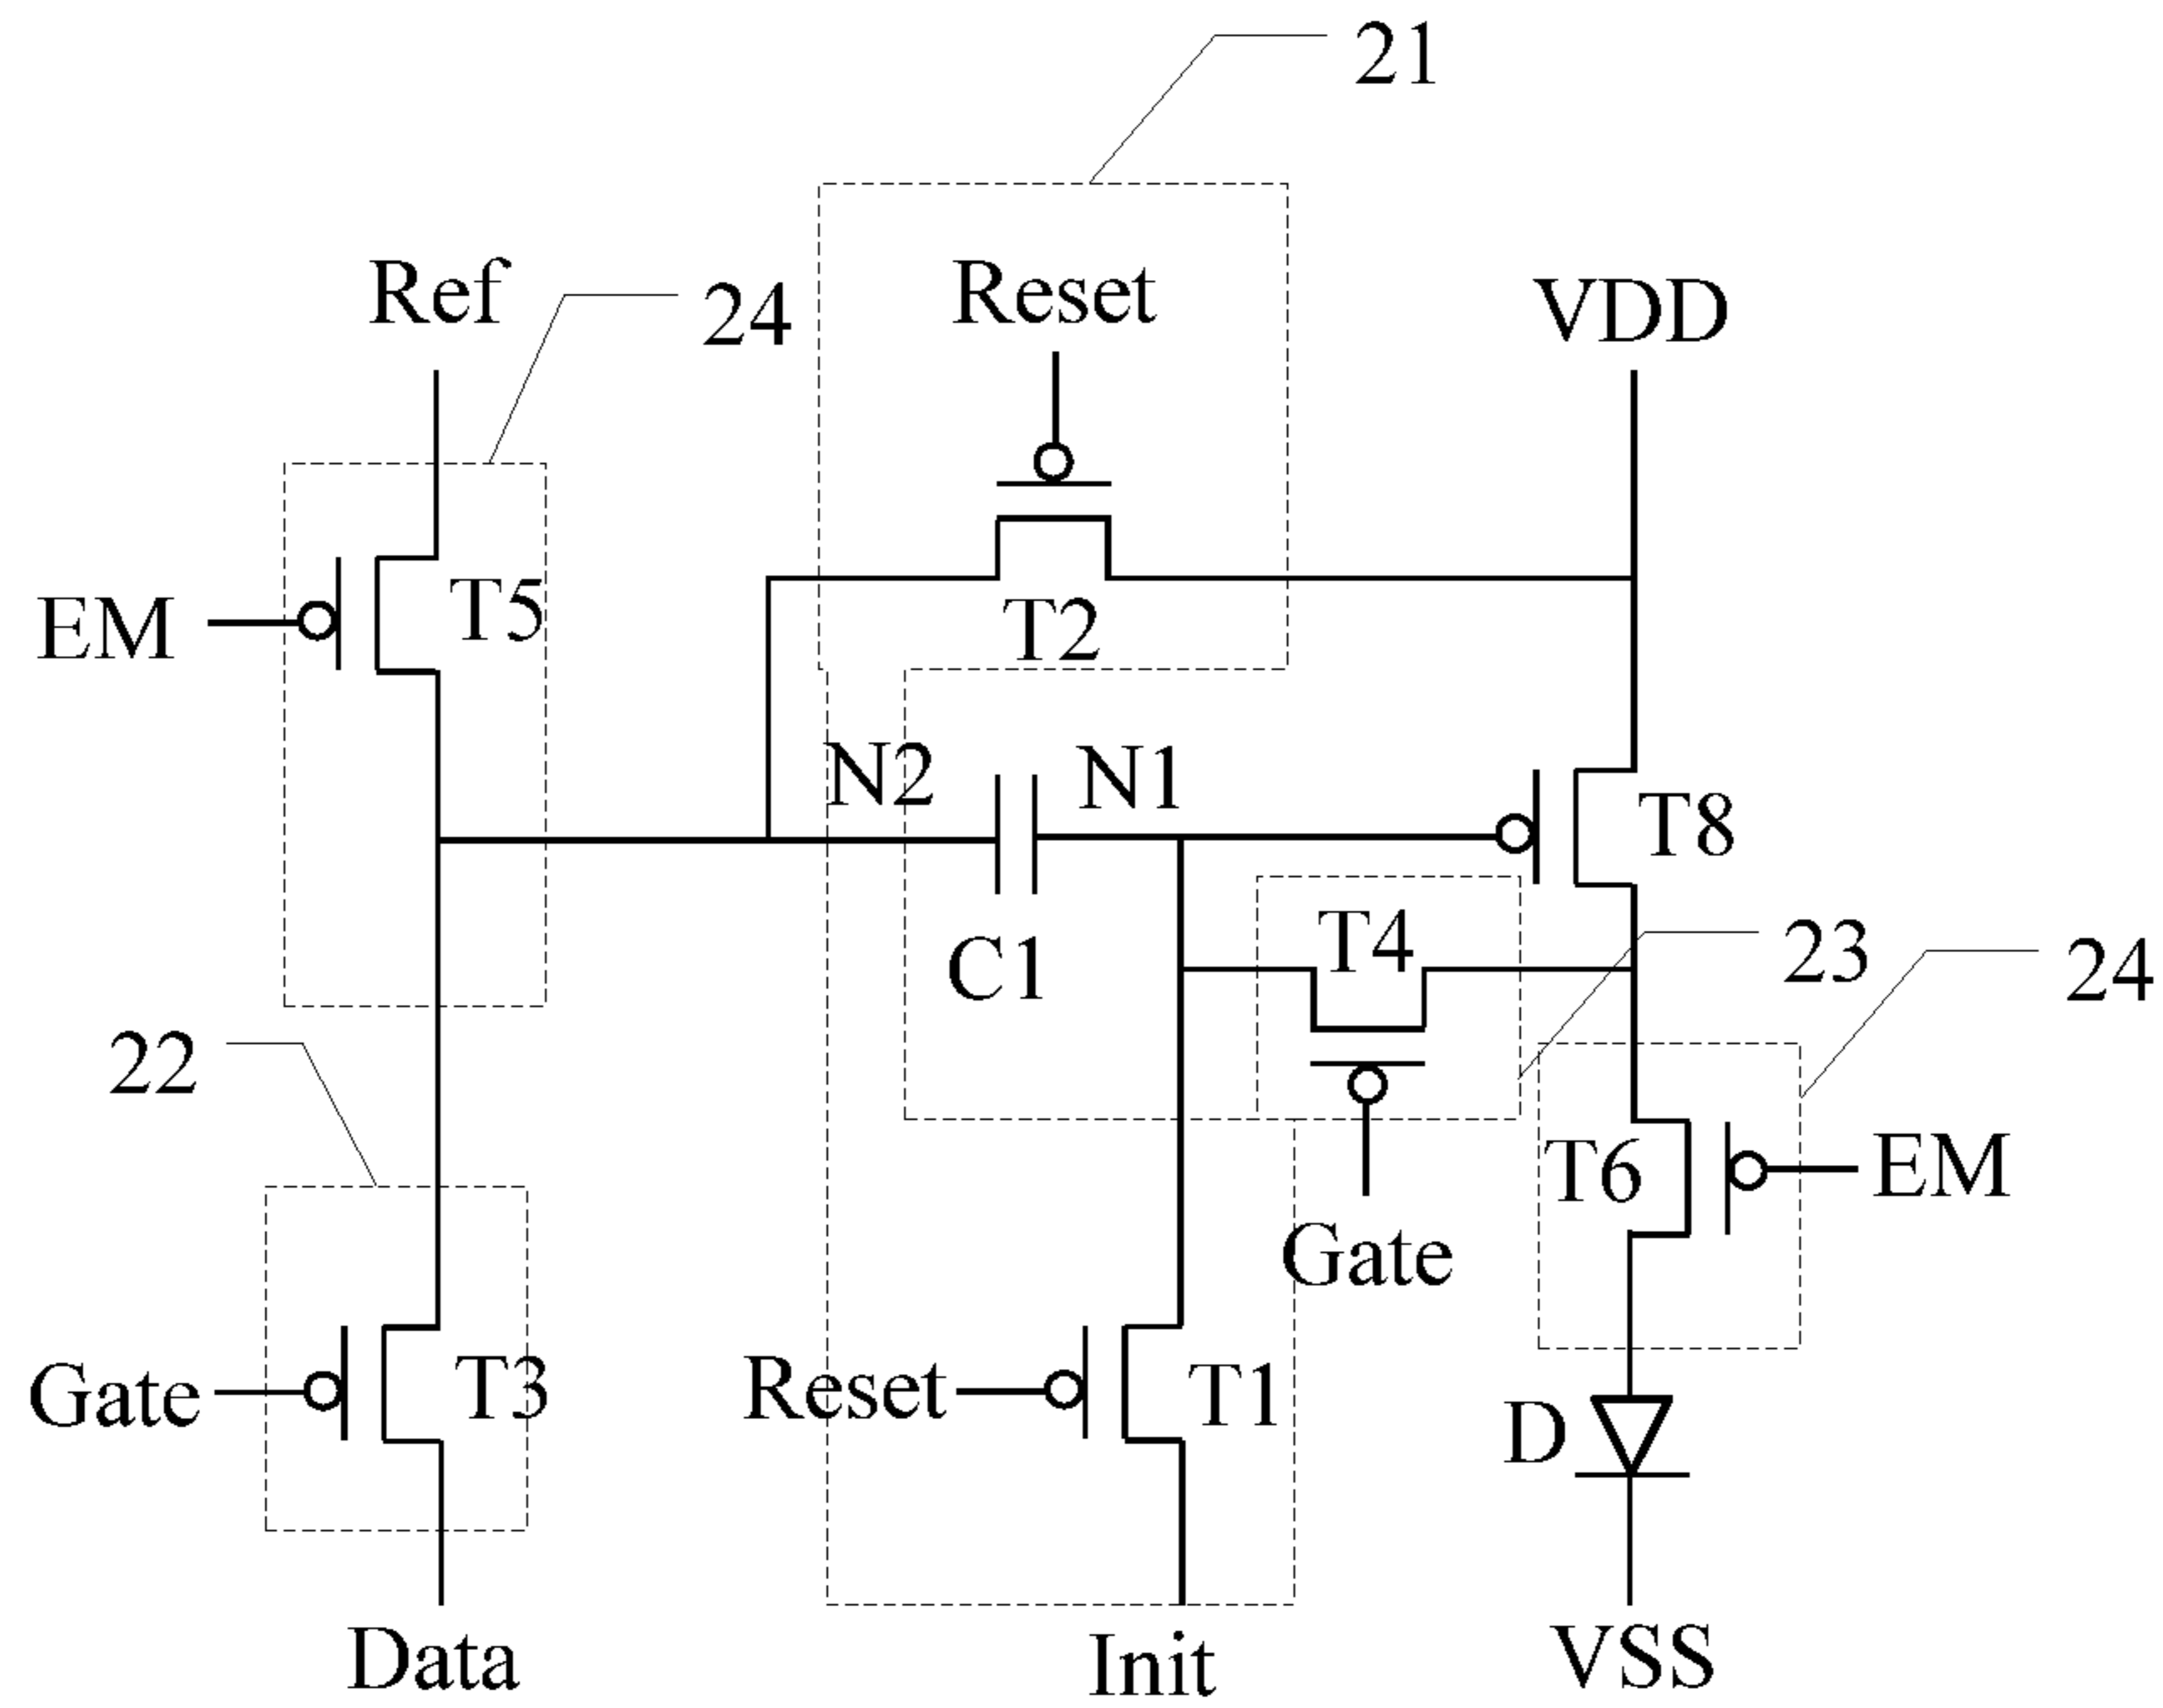 21
Ref
24
Reset
VDD
EM
T5
T2
N2
N1
T8
T4
C1
23
24
22
T6
EM
Gate
Gate
T3
Reset
T1
D
Data
Init
VSS